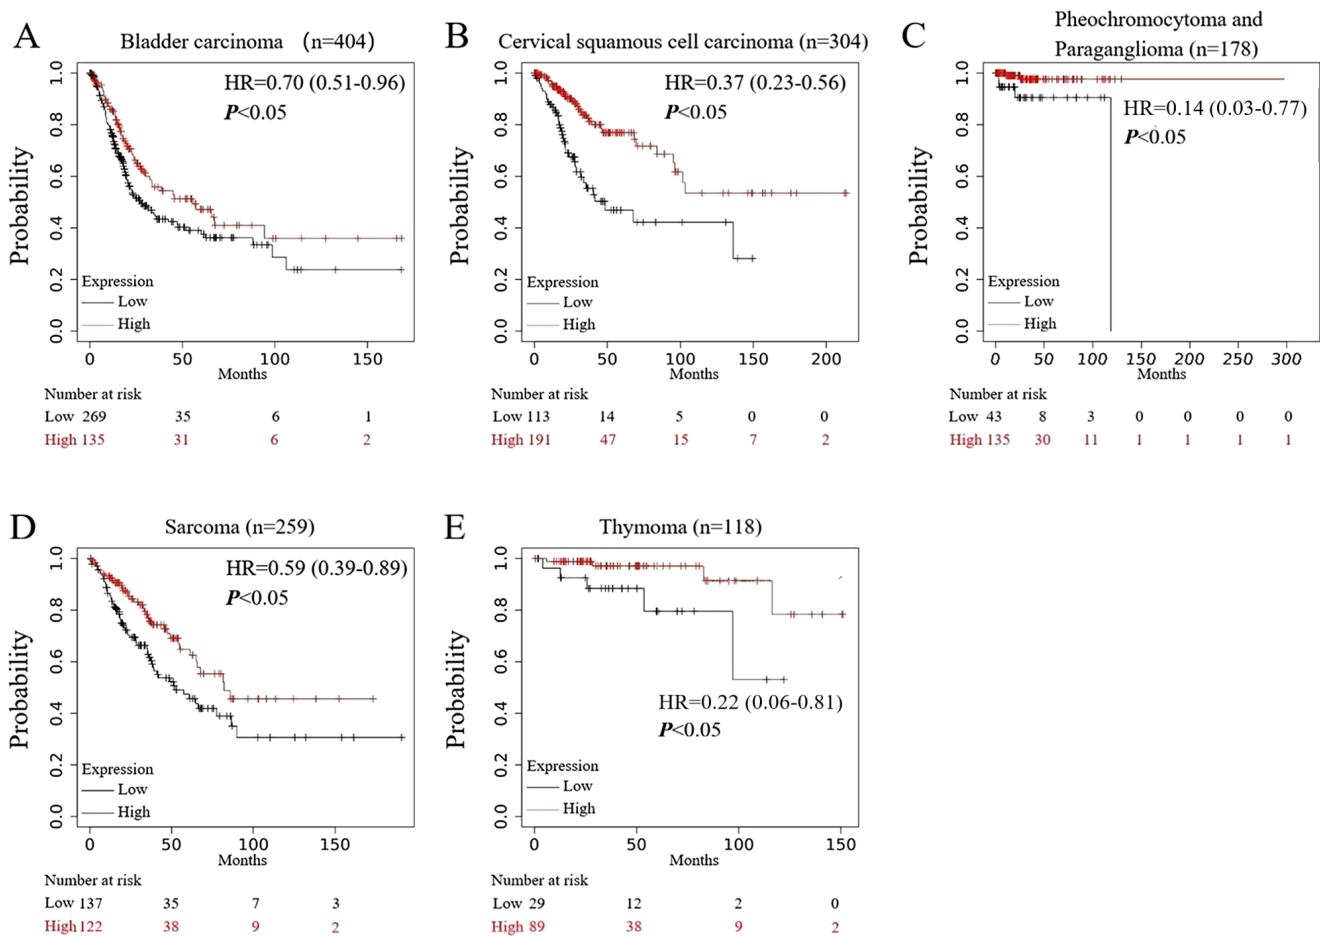 A
Bladder carcinoma (n=404)
HR=0.70 (0.51-0.96)
P<0.05
Probability
1.0
0.8
0.6
0.4
0.2
0.0
Expression
Low
High
0 50 100 150
Months
Number at risk
Low 269 35 6 1
High 135 31 6 2
B
Cervical squamous cell carcinoma (n=304)
HR=0.37 (0.23-0.56)
P<0.05
Probability
1.0
0.8
0.6
0.4
0.2
0.0
Expression
Low
High
0 50 100 150 200
Months
Number at risk
Low 113 14 5 0 0
High 191 47 15 7 2
C
Pheochromocytoma and
Paraganglioma (n=178)
HR=0.14 (0.03-0.77)
P<0.05
Probability
1.0
0.8
0.6
0.4
0.2
0.0
Expression
Low
High
0 50 100 150 200 250 300
Months
Number at risk
Low 43 8 3 0 0 0 0
High 135 30 11 1 1 1 1
D
Sarcoma (n=259)
HR=0.59 (0.39-0.89)
P<0.05
Probability
1.0
0.8
0.6
0.4
0.2
0.0
Expression
Low
High
0 50 100 150
Months
Number at risk
Low 137 35 7 3
High 122 38 9 2
E
Thymoma (n=118)
HR=0.22 (0.06-0.81)
P<0.05
Probability
1.0
0.8
0.6
0.4
0.2
0.0
Expression
Low
High
0 50 100 150
Months
Number at risk
Low 29 12 2 0
High 89 38 9 2